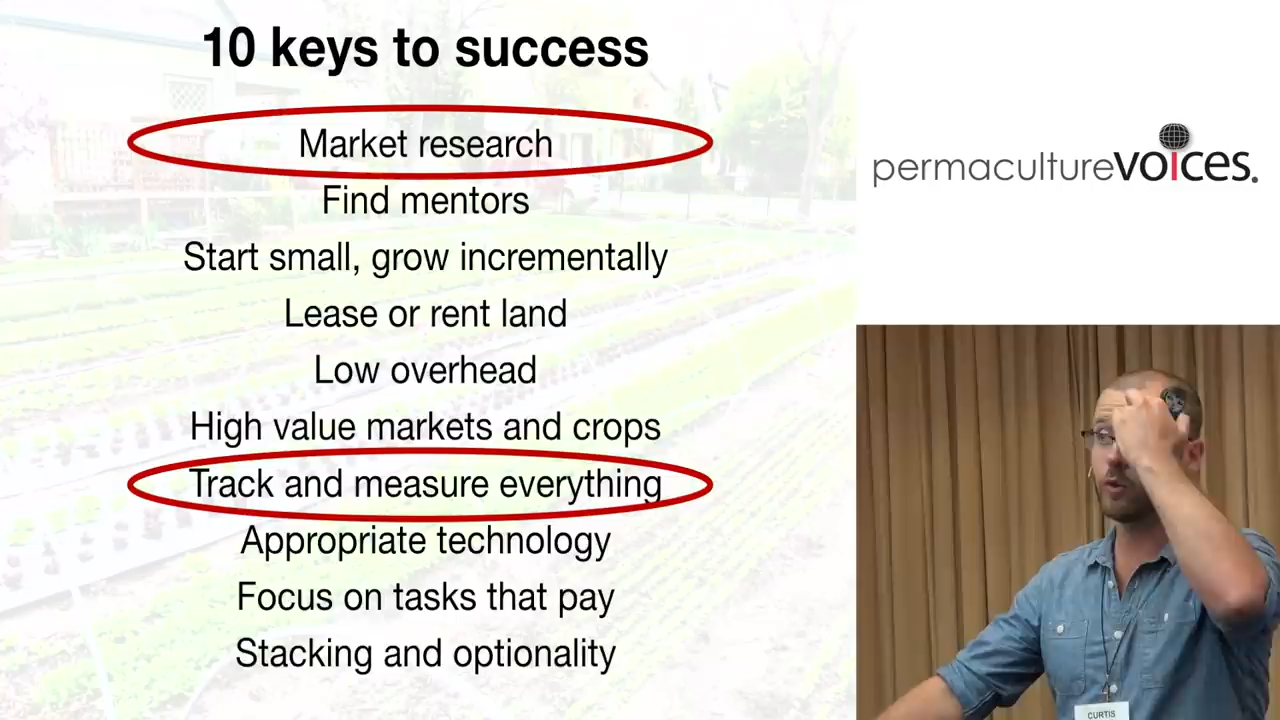 10 keys to success
Market research
Find mentors
Start small, grow incrementally
Lease or rent land
Low overhead
High value markets and crops
Track and measure everything
Appropriate technology
Focus on tasks that pay
Stacking and optionality
permacultureVOICES.
CURTIS